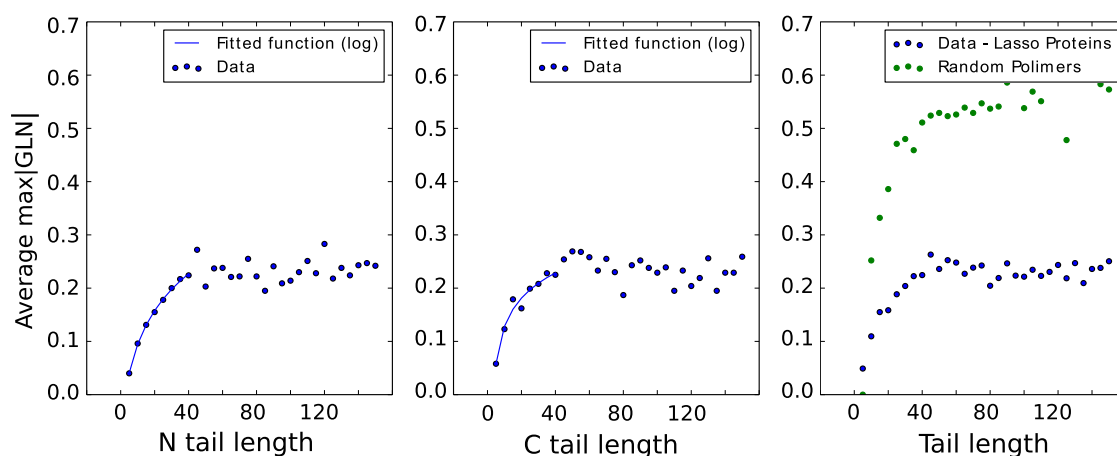 0.7
0.6
0.5
0.4
0.3
0.2
0.1
0.0
Average max|GLN|
Fitted function (log)
Data
0 40 80 120
N tail length
0.7
0.6
0.5
0.4
0.3
0.2
0.1
0.0
Fitted function (log)
Data
0 40 80 120
C tail length
0.7
0.6
0.5
0.4
0.3
0.2
0.1
0.0
Data - Lasso Proteins
Random Polimers
0 40 80 120
Tail length